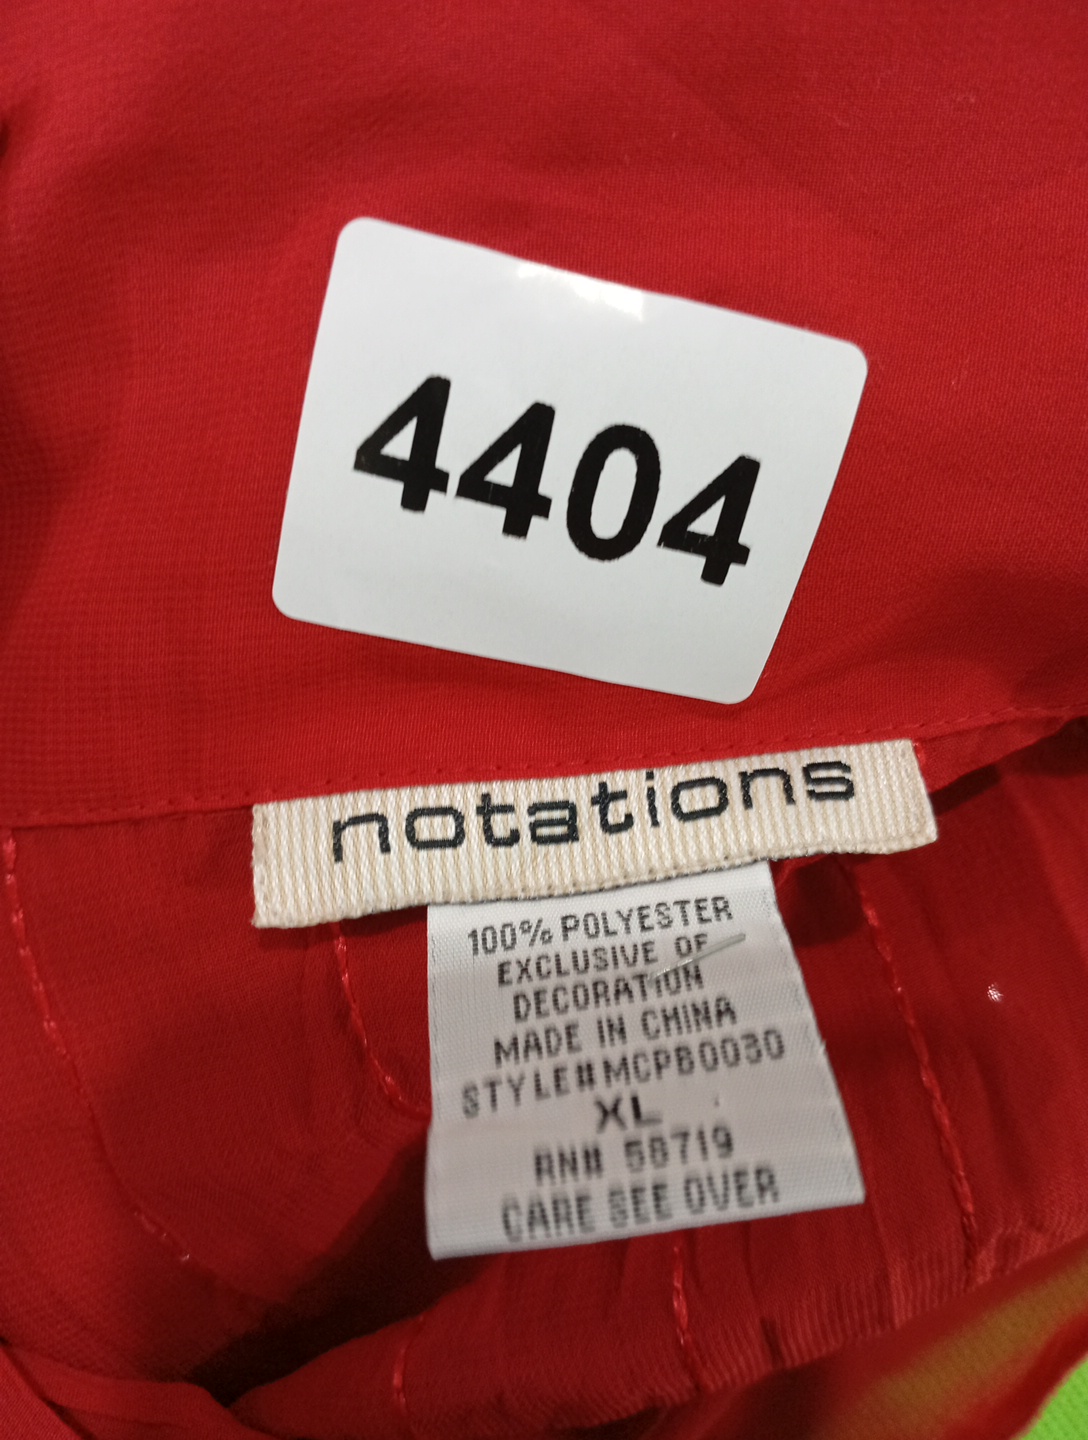 4404
notations
100% POLYESTER
EXCLUSIVE OF
DECORATION
MADE IN CHINA
STYLE#MCPB0030
XL
RN# 58719
CARE SEE OVER